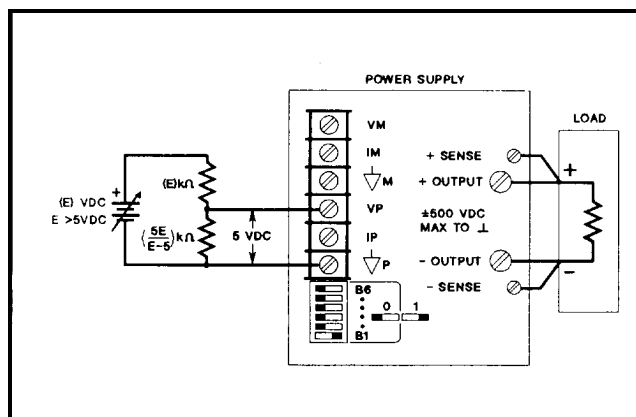 POWER SUPPLY
LOAD
VM
IM
M
VP
IP
P
+ SENSE
+ OUTPUT
±500 VDC
MAX TO ⊥
- OUTPUT
- SENSE
+
−
+
(E) VDC
E >5VDC
(E)kΩ
(5E/E-5)kΩ
5 VDC
B6
0 1
B1